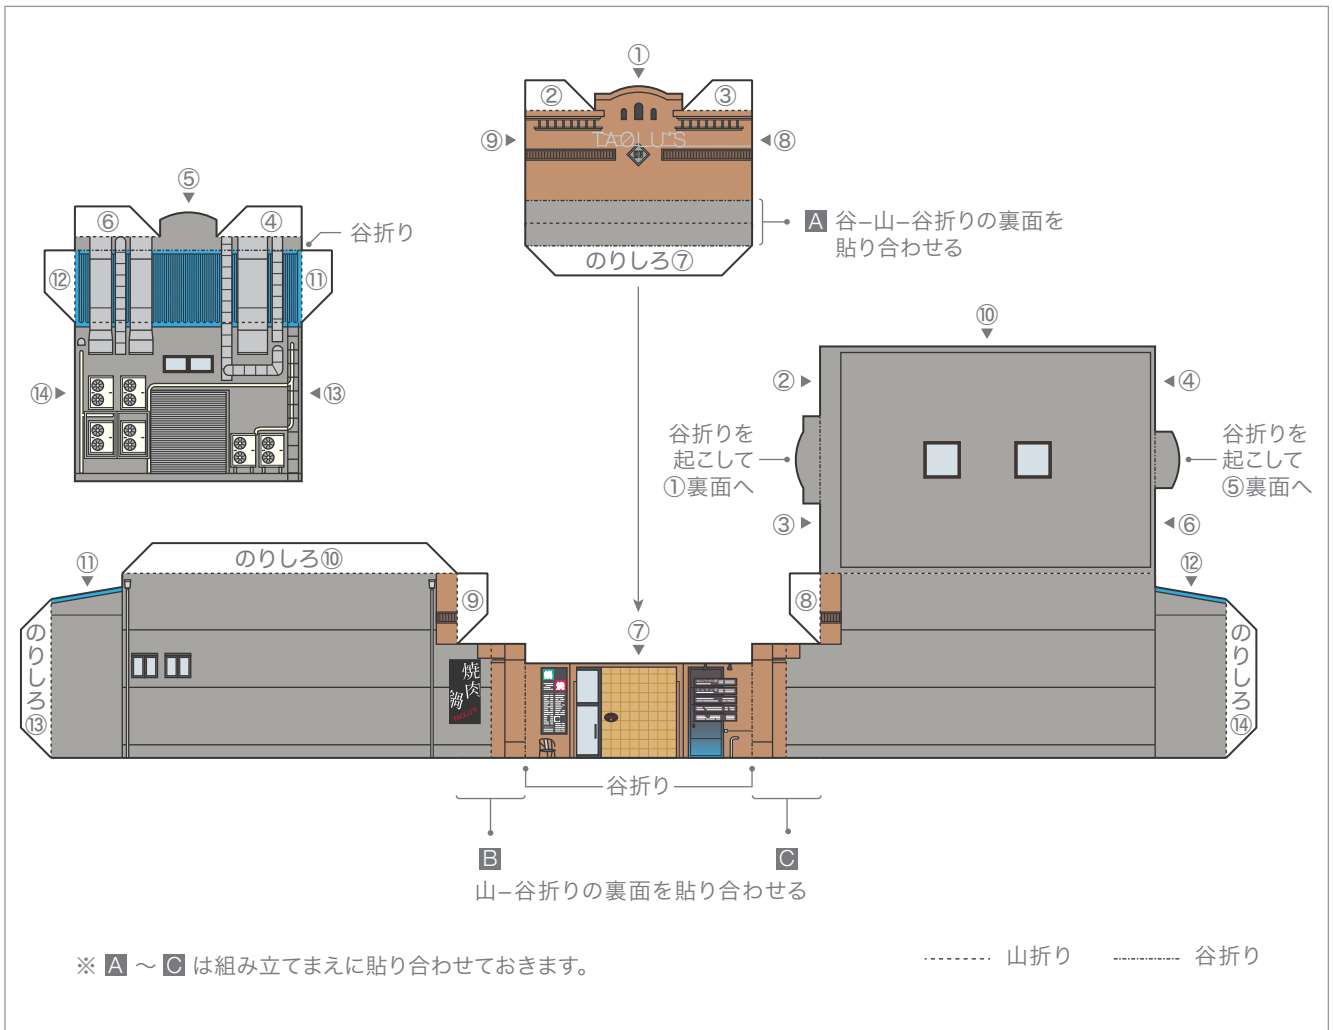 ①
② ③
TAOLU'S
⑨ ⑧
A 谷–山–谷折りの裏面を
貼り合わせる
のりしろ⑦
⑤
⑥ ④
谷折り
⑫ ⑪
⑭ ⑬
⑩
② ④
谷折りを
起こして
①裏面へ
谷折りを
起こして
⑤裏面へ
③ ⑥
⑪
のりしろ⑩
⑨
⑧
⑫
のりしろ⑬
焼肉
TAOLU'S
⑦
のりしろ⑭
谷折り
B C
山–谷折りの裏面を貼り合わせる
※ A ～ C は組み立てまえに貼り合わせておきます。
山折り 谷折り